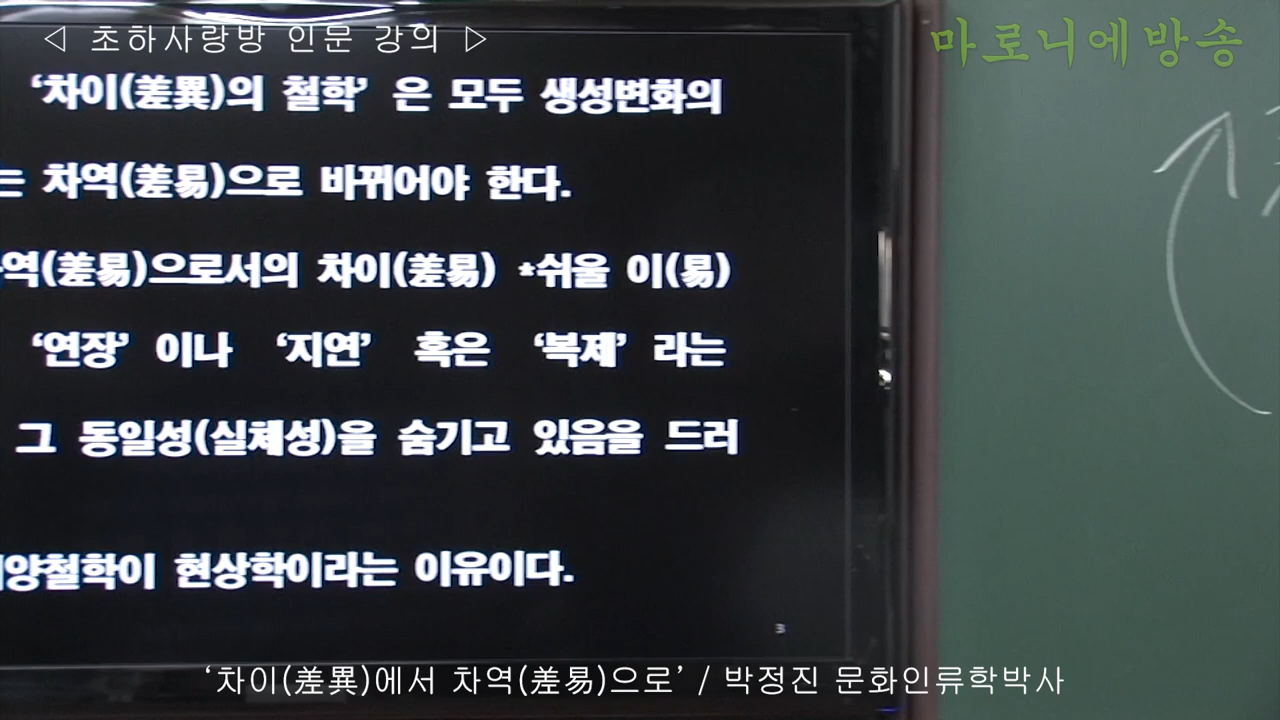 ◁ 초하사랑방 인문 강의 ▷
마로니에방송
‘차이(差異)의 철학’ 은 모두 생성변화의
는 차역(差易)으로 바뀌어야 한다.
역(差易)으로서의 차이(差易) *쉬울 이(易)
‘연장’ 이나 ‘지연’ 혹은 ‘복제’ 라는
그 동일성(실체성)을 숨기고 있음을 드러
양철학이 현상학이라는 이유이다.
3
‘차이(差異)에서 차역(差易)으로’ / 박정진 문화인류학박사